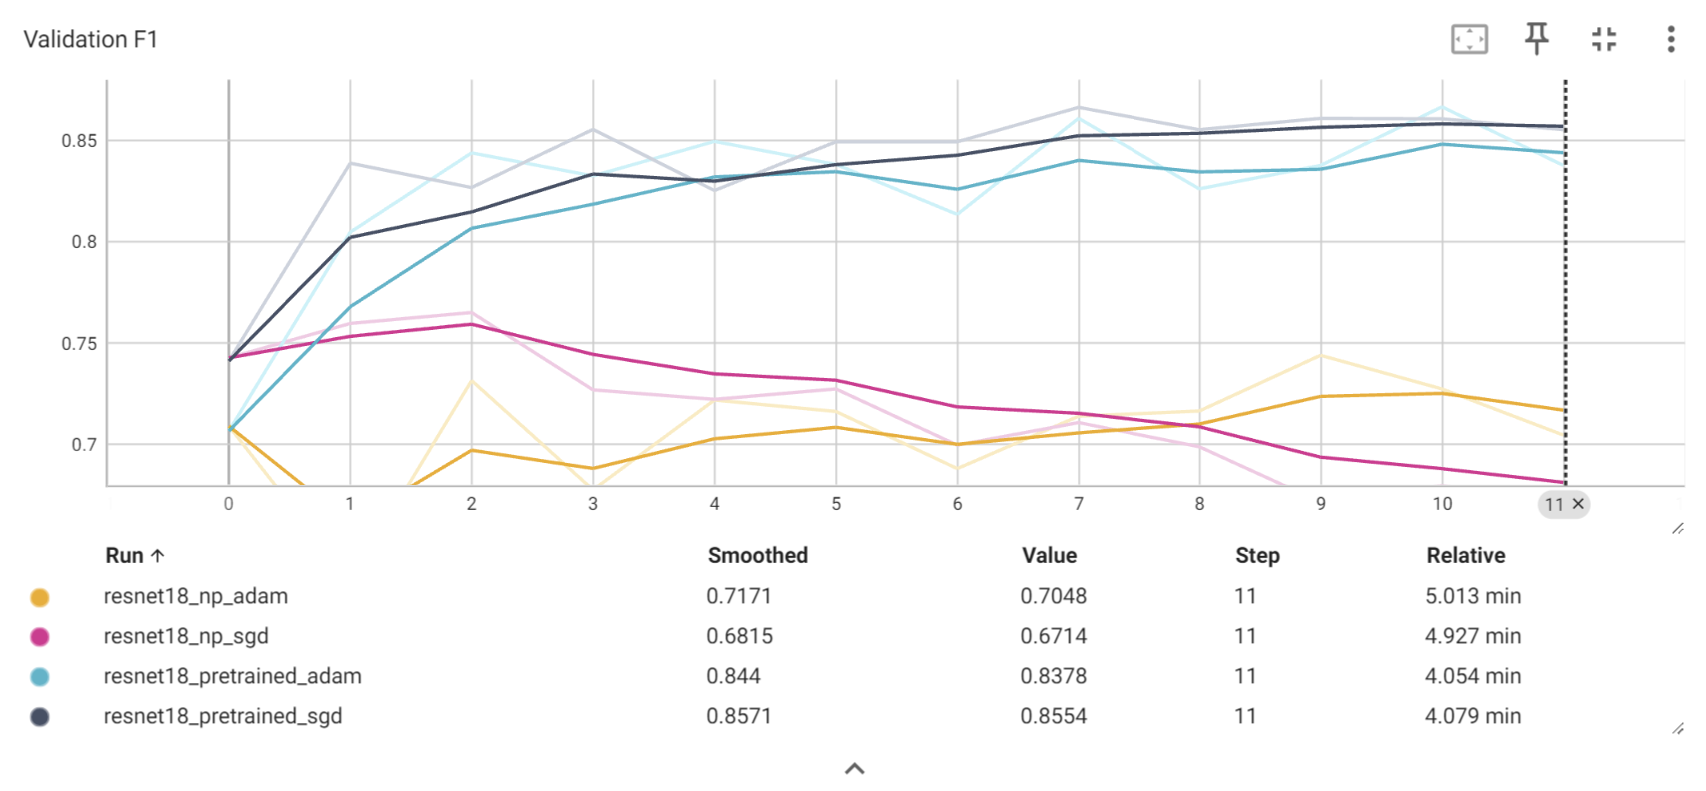 Validation F1
0.85
0.8
0.75
0.7
0 1 2 3 4 5 6 7 8 9 10 11 ×
Run ↑ Smoothed Value Step Relative
resnet18_np_adam 0.7171 0.7048 11 5.013 min
resnet18_np_sgd 0.6815 0.6714 11 4.927 min
resnet18_pretrained_adam 0.844 0.8378 11 4.054 min
resnet18_pretrained_sgd 0.8571 0.8554 11 4.079 min